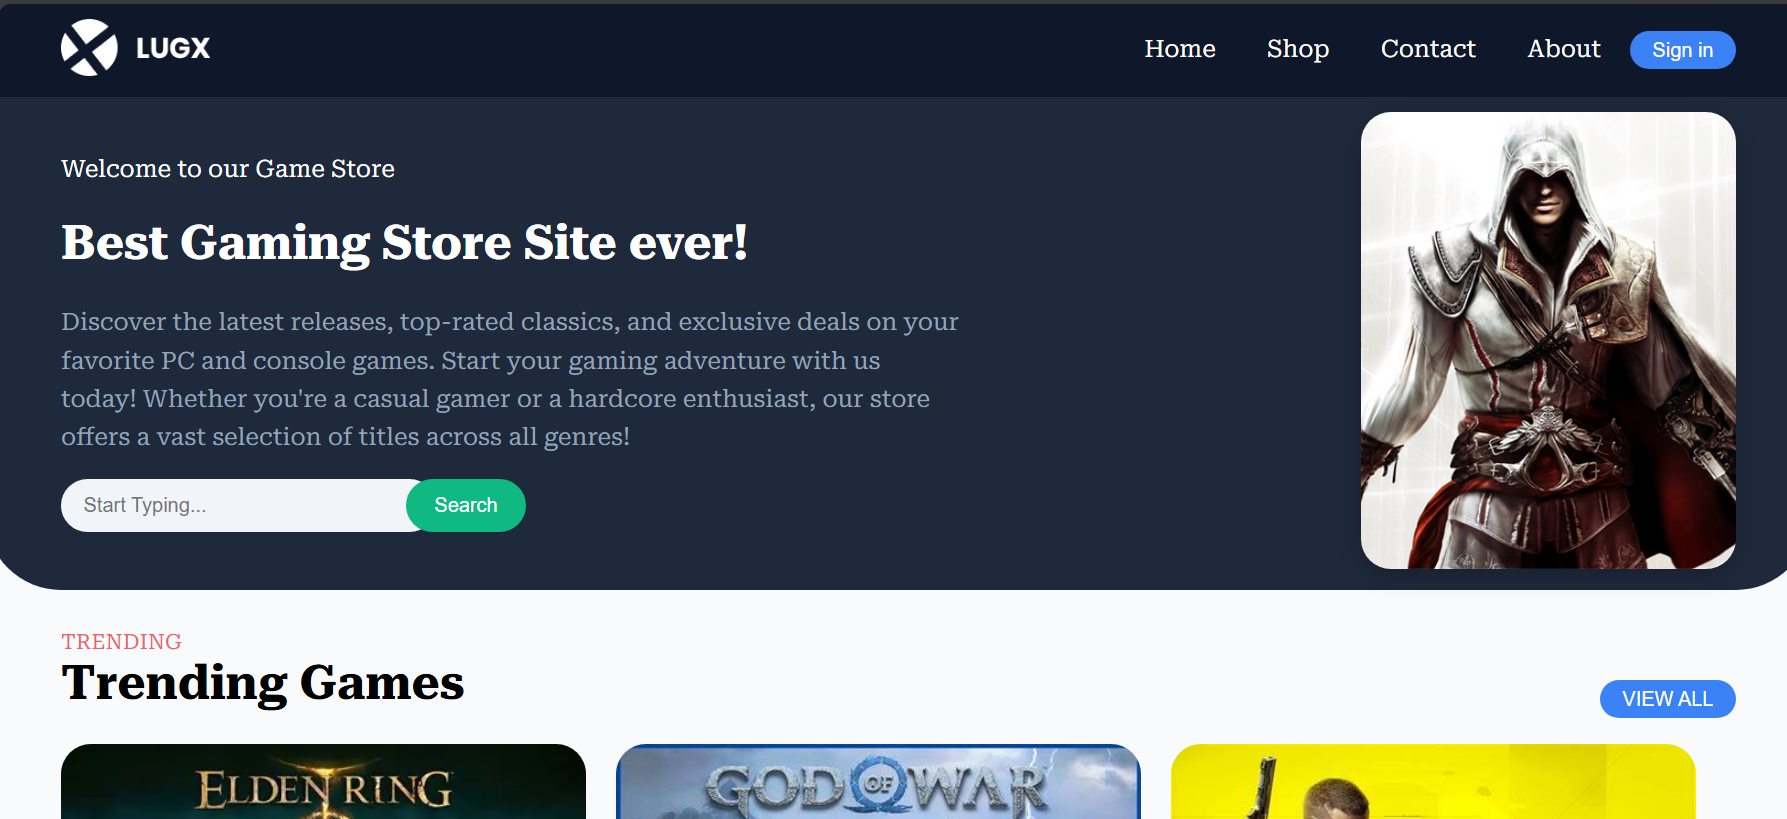 LUGX
Home Shop Contact About Sign in
Welcome to our Game Store
Best Gaming Store Site ever!
Discover the latest releases, top-rated classics, and exclusive deals on your
favorite PC and console games. Start your gaming adventure with us
today! Whether you're a casual gamer or a hardcore enthusiast, our store
offers a vast selection of titles across all genres!
Start Typing...
Search
TRENDING
Trending Games
VIEW ALL
ELDEN RING
GOD OF WAR